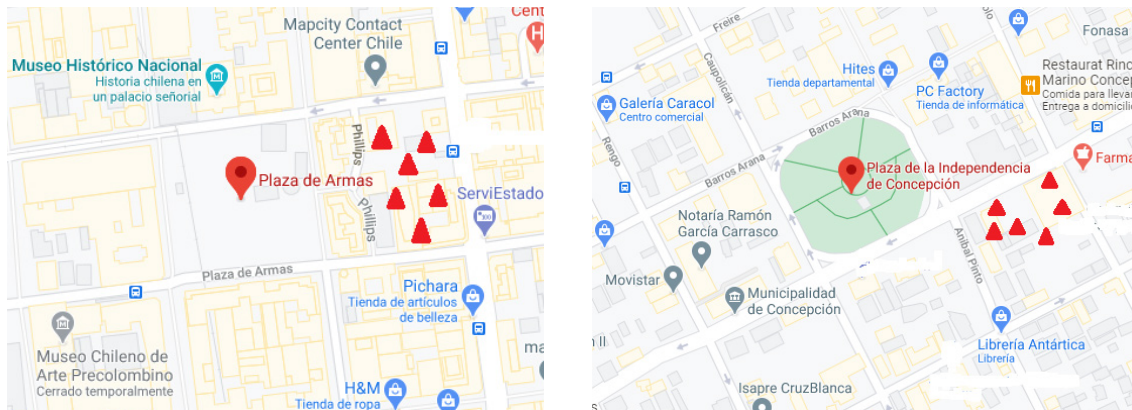 Mapcity Contact
Center Chile
Cent
H
Museo Histórico Nacional
Historia chilena en
un palacio señorial
Phillips
Plaza de Armas
ServiEstado
Phillips
Plaza de Armas
Pichara
Tienda de artículos
de belleza
Museo Chileno de
Arte Precolombino
Cerrado temporalmente
ma
H&M
Tienda de ropa
Freire
Fonasa
Caupolicán
Hites
Tienda departamental
PC Factory
Tienda de informática
Restaurat Rinc
Marino Concep
Comida para llevar
Entrega a domicilio
Galería Caracol
Centro comercial
Barros Arana
Rengo
Barros Arana
Farma
Plaza de la Independencia
de Concepción
Notaría Ramón
García Carrasco
Aníbal Pinto
Movistar
Municipalidad
de Concepción
Librería Antártica
Librería
Isapre CruzBlanca